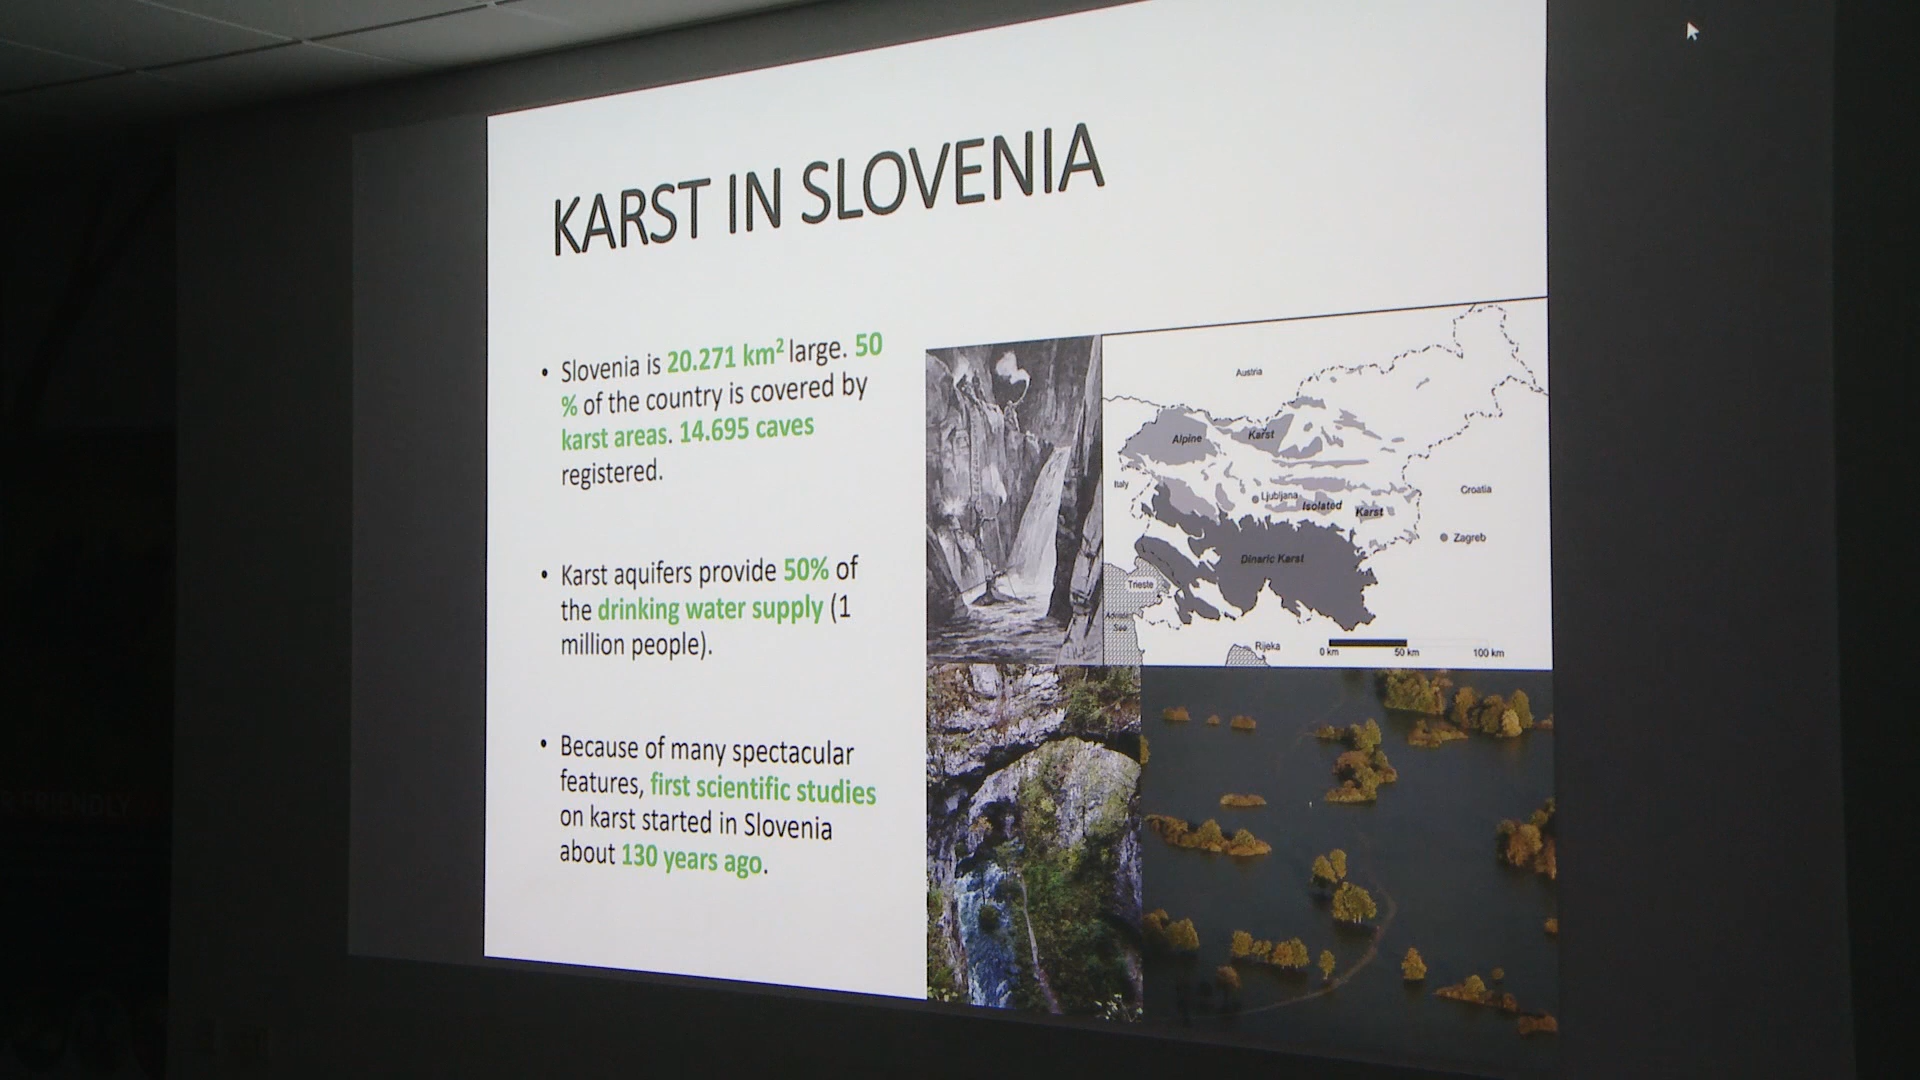 KARST IN SLOVENIA
• Slovenia is 20.271 km² large. 50
% of the country is covered by
karst areas. 14.695 caves
registered.
• Karst aquifers provide 50% of
the drinking water supply (1
million people).
• Because of many spectacular
features, first scientific studies
on karst started in Slovenia
about 130 years ago.
Austria
Alpine Karst
Italy
Ljubljana
Isolated Karst
Croatia
Zagreb
Dinaric Karst
Trieste
Sea
Rijeka
0 km 50 km 100 km
FRIENDLY